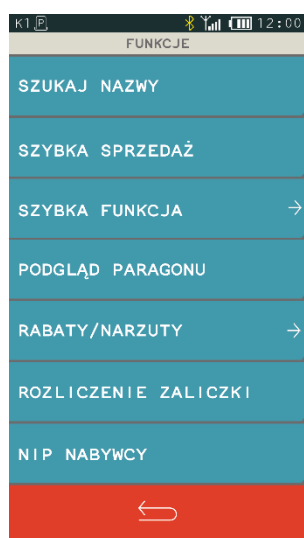 K1 P 12:00
FUNKCJE
SZUKAJ NAZWY
SZYBKA SPRZEDAŻ
SZYBKA FUNKCJA →
PODGLĄD PARAGONU
RABATY/NARZUTY →
ROZLICZENIE ZALICZKI
NIP NABYWCY